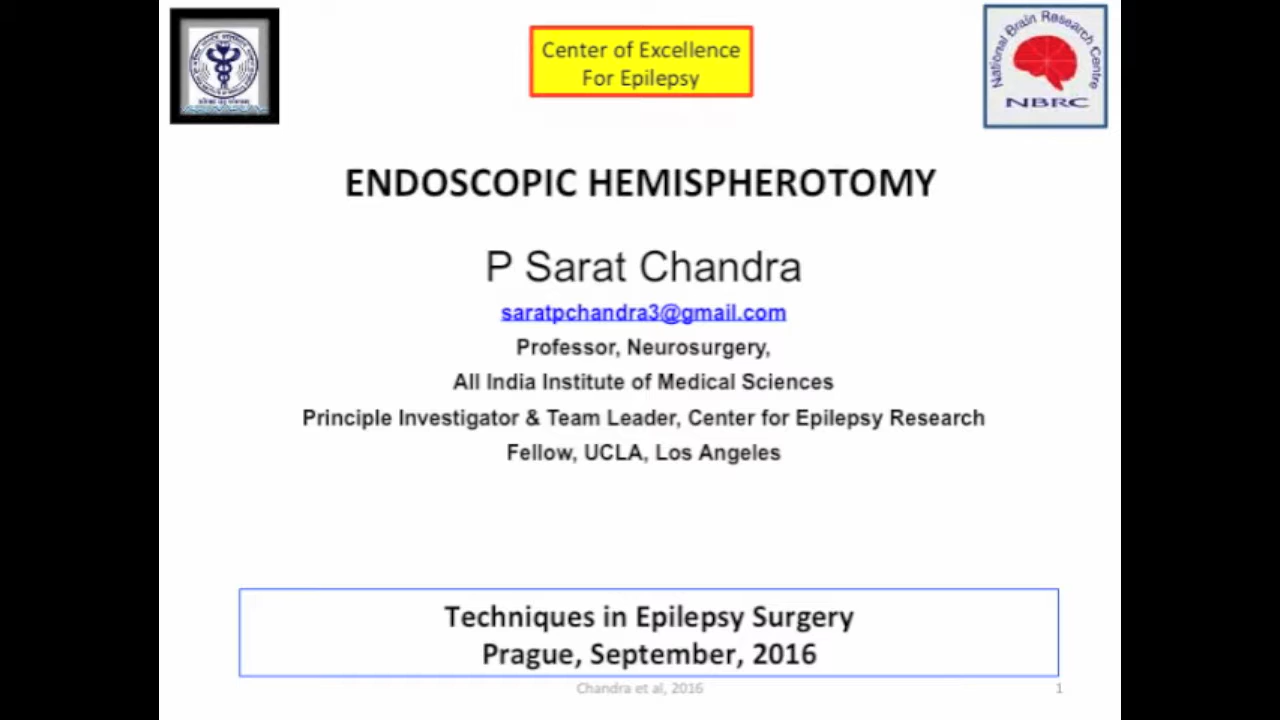 Center of Excellence
For Epilepsy
National Brain Research Centre
NBRC
ENDOSCOPIC HEMISPHEROTOMY
P Sarat Chandra
saratpchandra3@gmail.com
Professor, Neurosurgery,
All India Institute of Medical Sciences
Principle Investigator & Team Leader, Center for Epilepsy Research
Fellow, UCLA, Los Angeles
Techniques in Epilepsy Surgery
Prague, September, 2016
Chandra et al, 2016
1